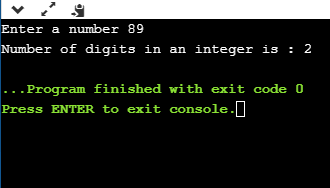 Enter a number 89
Number of digits in an integer is : 2
...Program finished with exit code 0
Press ENTER to exit console.